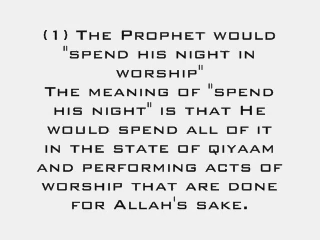 (1) The Prophet would
"spend his night in
worship"
The meaning of "spend
his night" is that He
would spend all of it
in the state of qiyaam
and performing acts of
worship that are done
for Allah's sake.